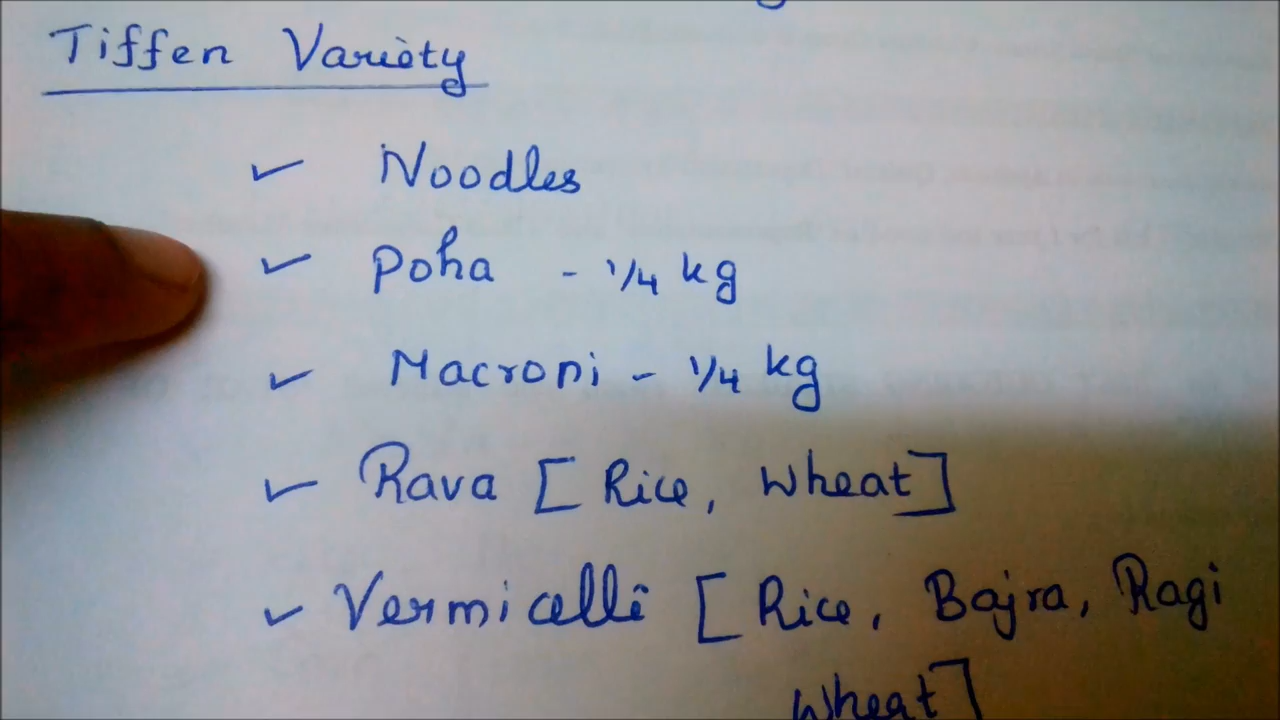 Tiffen Variety
✓ Noodles
✓ Poha - 1/4 kg
✓ Macroni - 1/4 kg
✓ Rava [Rice, Wheat]
✓ Vermicelli [Rice, Bajra, Ragi
Wheat]